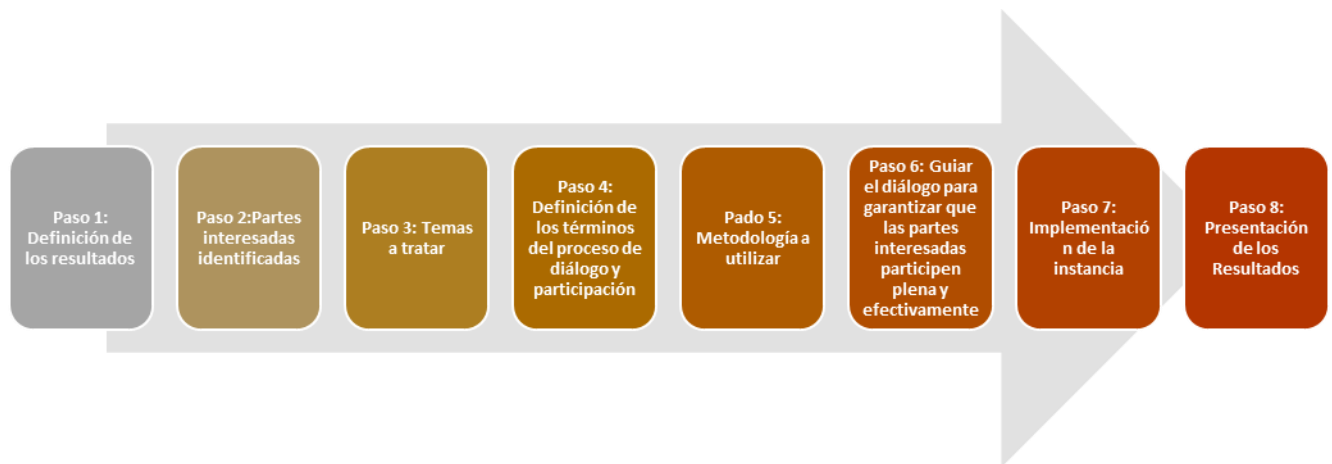 Paso 1:
Definición de
los resultados
Paso 2:Partes
interesadas
identificadas
Paso 3: Temas
a tratar
Paso 4:
Definición de
los términos
del proceso de
diálogo y
participación
Pado 5:
Metodología a
utilizar
Paso 6: Guiar
el diálogo para
garantizar que
las partes
interesadas
participen
plena y
efectivamente
Paso 7:
Implementació
n de la
instancia
Paso 8:
Presentación
de los
Resultados